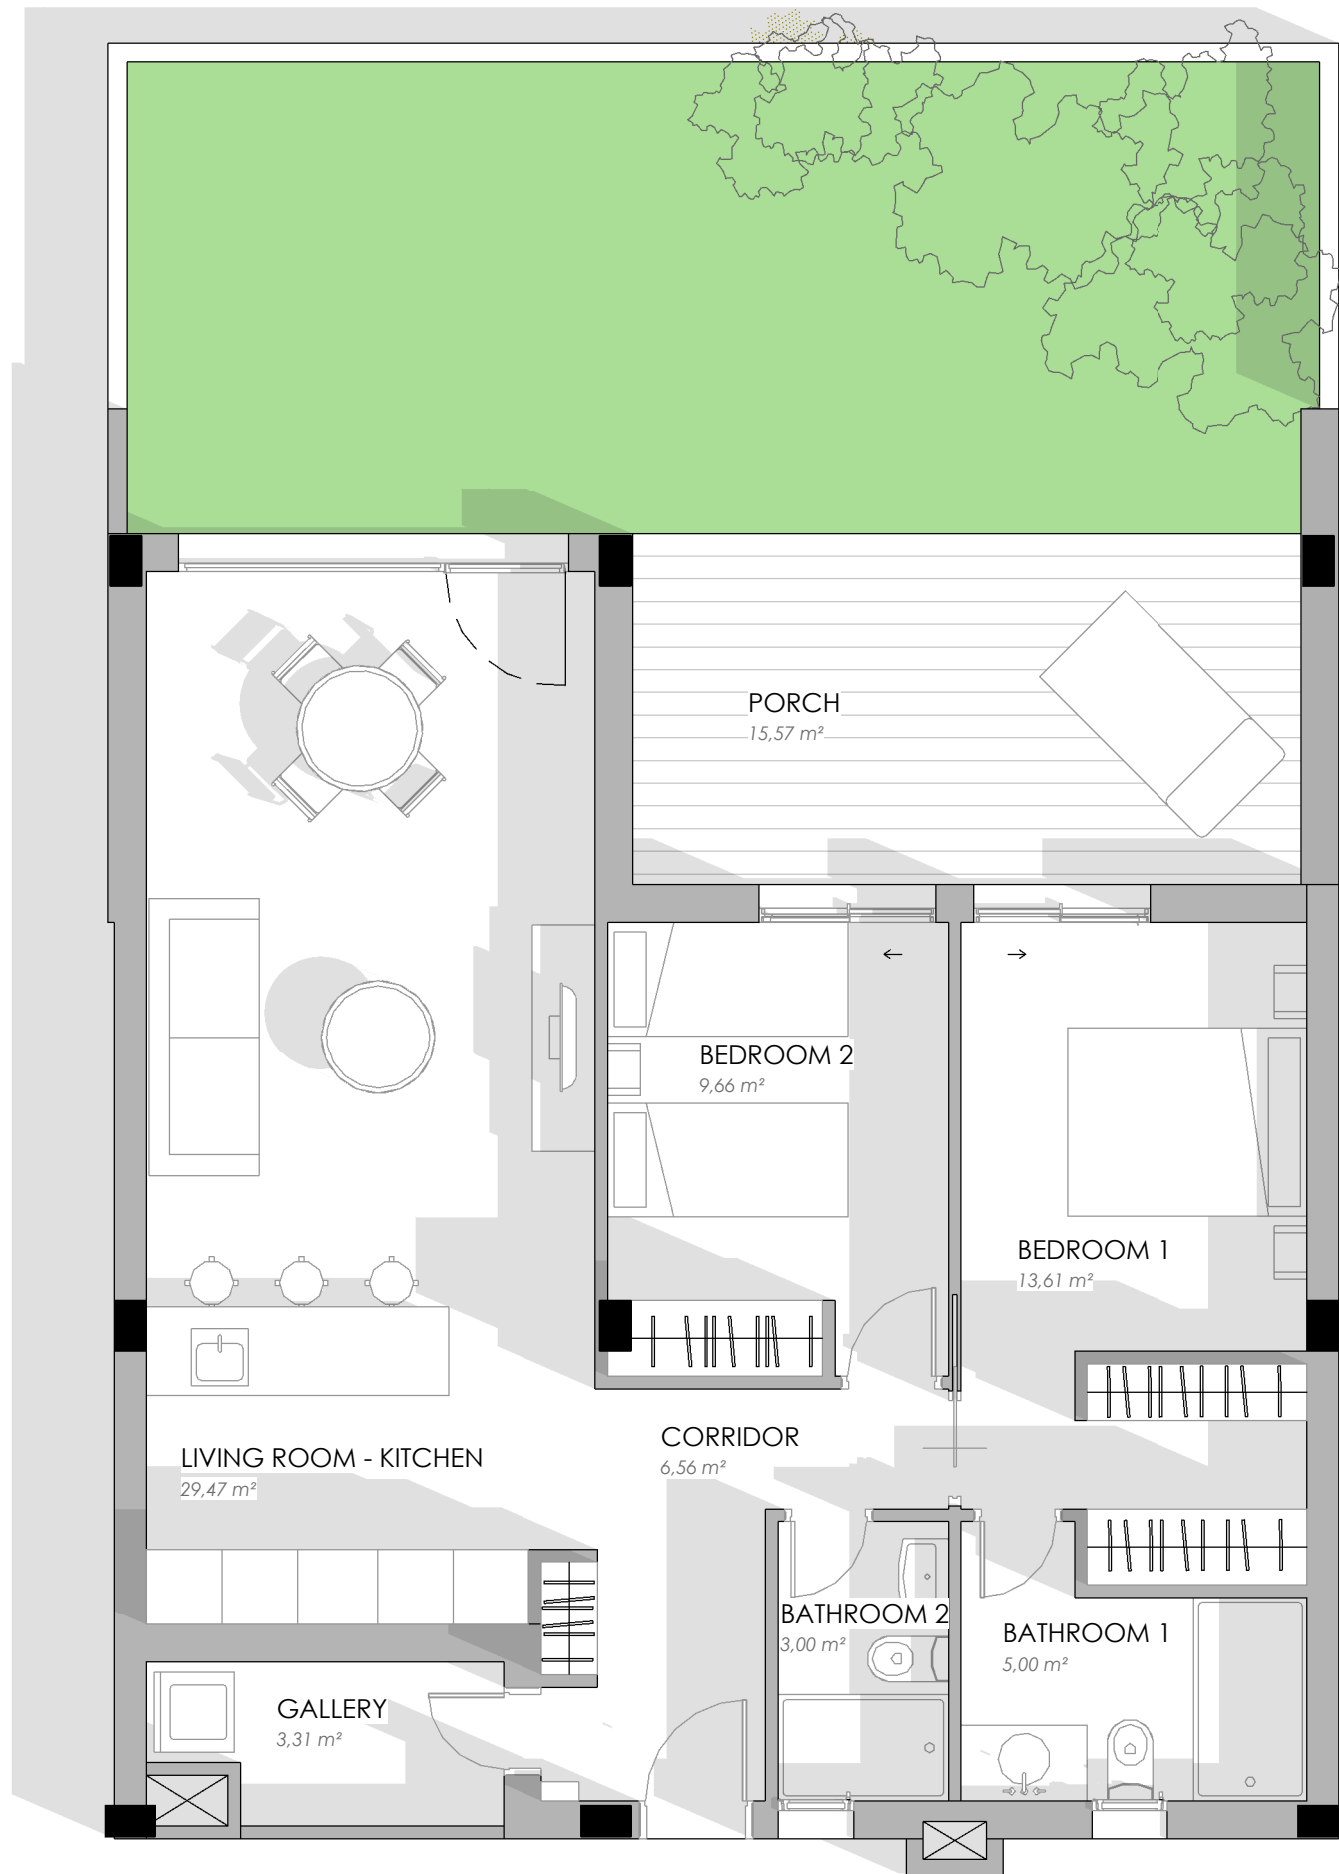 PORCH
15,57 m²
BEDROOM 2
9,66 m²
BEDROOM 1
13,61 m²
LIVING ROOM - KITCHEN
29,47 m²
CORRIDOR
6,56 m²
BATHROOM 2
3,00 m²
BATHROOM 1
5,00 m²
GALLERY
3,31 m²